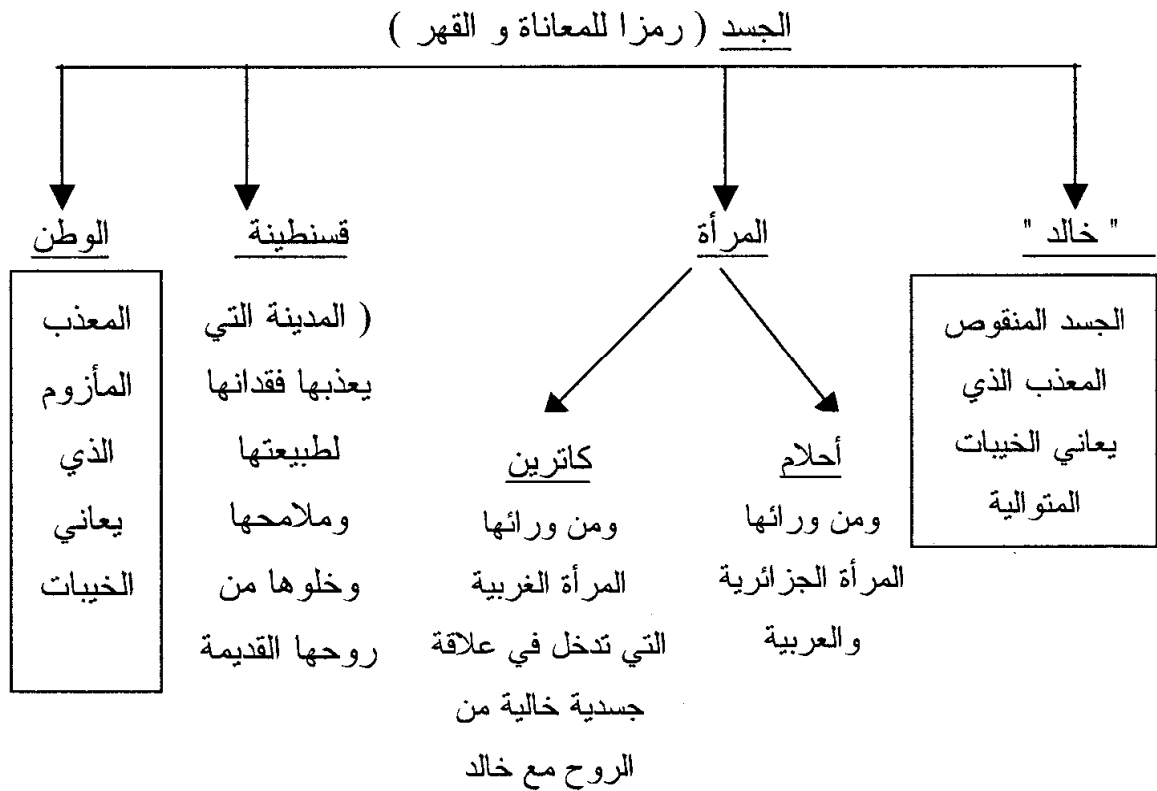 الجسد ( رمزا للمعاناة و القهر )
" خالد "
الجسد المنقوص
المعذب الذي
يعاني الخيبات
المتوالية
المرأة
أحلام
ومن ورائها
المرأة الجزائرية
والعربية
كاترين
ومن ورائها
المرأة الغربية
التي تدخل في علاقة
جسدية خالية من
الروح مع خالد
قسنطينة
( المدينة التي
يعذبها فقدانها
لطبيعتها
وملامحها
وخلوها من
روحها القديمة
الوطن
المعذب
المأزوم
الذي
يعاني
الخيبات